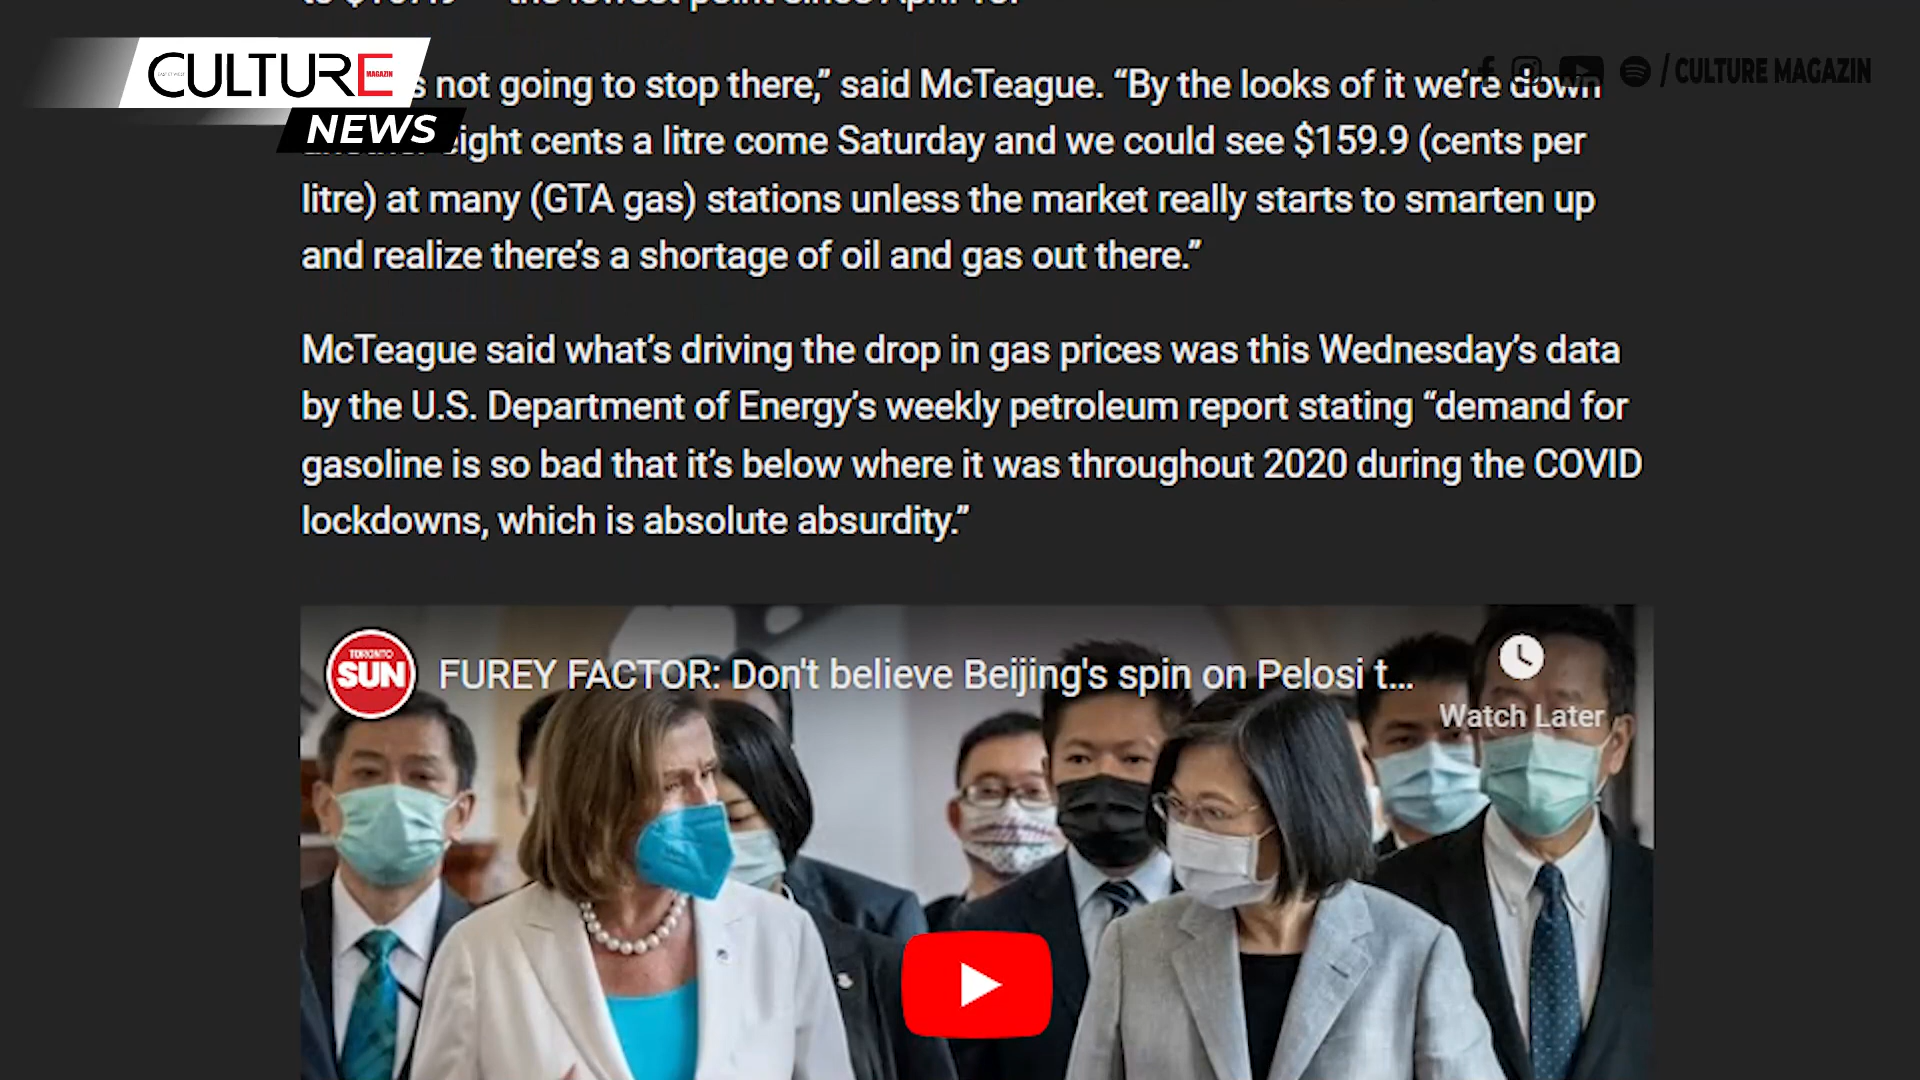 to $167.9 — the lowest point since April 13.
CULTURE
MAGAZIN
NEWS
/ CULTURE MAGAZIN
s not going to stop there,” said McTeague. “By the looks of it we’re down
eight cents a litre come Saturday and we could see $159.9 (cents per
litre) at many (GTA gas) stations unless the market really starts to smarten up
and realize there’s a shortage of oil and gas out there.”
McTeague said what’s driving the drop in gas prices was this Wednesday’s data
by the U.S. Department of Energy’s weekly petroleum report stating “demand for
gasoline is so bad that it’s below where it was throughout 2020 during the COVID
lockdowns, which is absolute absurdity.”
TORONTO
SUN
FUREY FACTOR: Don't believe Beijing's spin on Pelosi t...
Watch Later